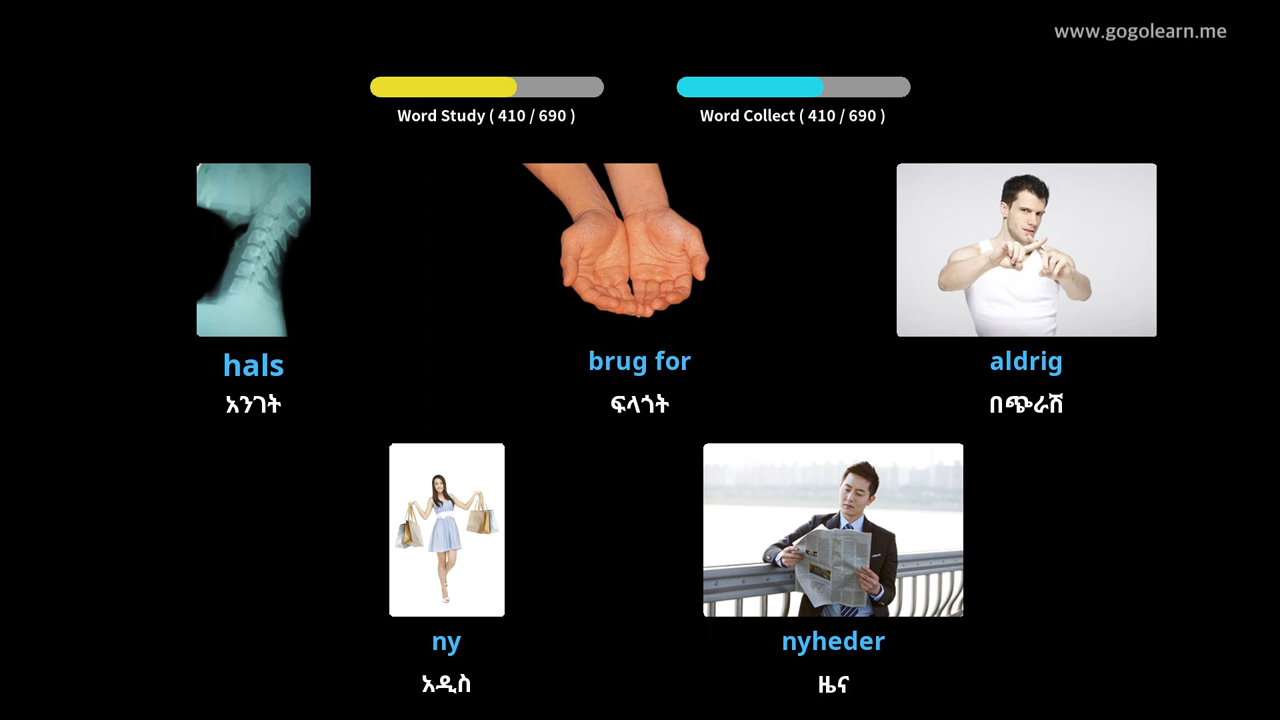 www.gogolearn.me
Word Study ( 410 / 690 )
Word Collect ( 410 / 690 )
hals
brug for
aldrig
አንገት
ፍላጎት
በጭራሽ
ny
nyheder
አዲስ
ዜና